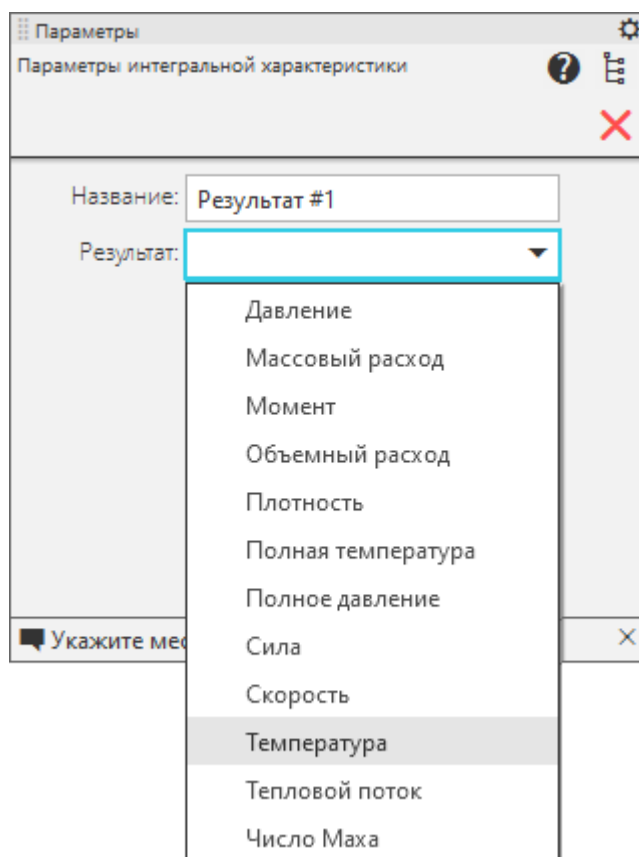 Параметры
Параметры интегральной характеристики
Название: Результат #1
Результат:
Давление
Массовый расход
Момент
Объемный расход
Плотность
Полная температура
Полное давление
Укажите
Сила
Скорость
Температура
Тепловой поток
Число Маха